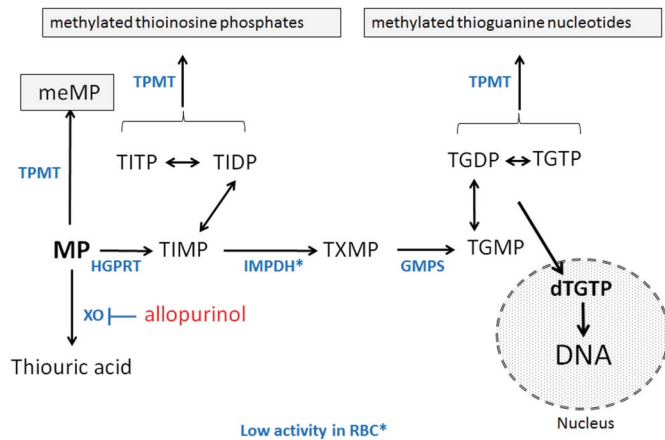 methylated thioinosine phosphates
methylated thioguanine nucleotides
TPMT
TPMT
meMP
TITP
TIDP
TGDP
TGTP
TPMT
MP
HGPRT
TIMP
IMPDH*
TXMP
GMPS
TGMP
dTGTP
XO
allopurinol
DNA
Thiouric acid
Nucleus
Low activity in RBC*